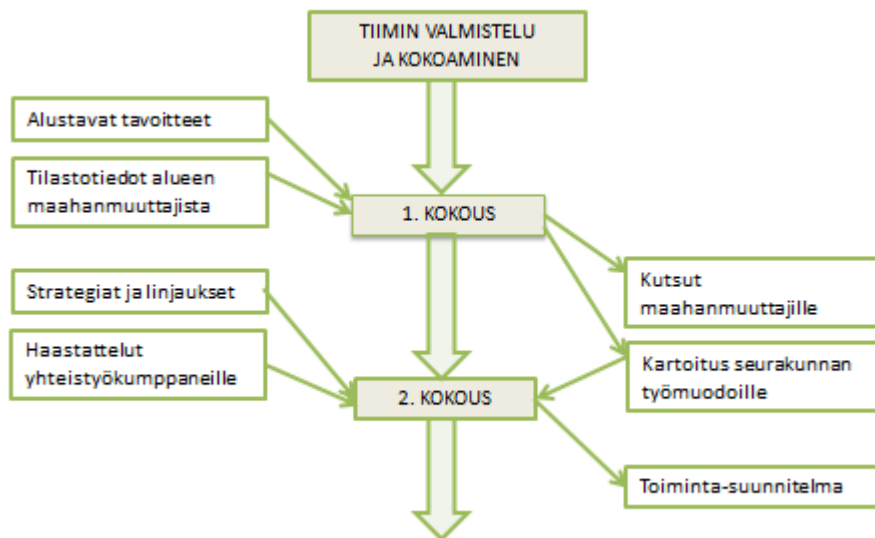 TIIMIN VALMISTELU
JA KOKOAMINEN
Alustavat tavoitteet
Tilastotiedot alueen
maahanmuuttajista
1. KOKOUS
Strategiat ja linjaukset
Kutsut
maahanmuuttajille
Haastattelut
yhteistyökumppaneille
Kartoitus seurakunnan
työmuodoille
2. KOKOUS
Toiminta-suunnitelma